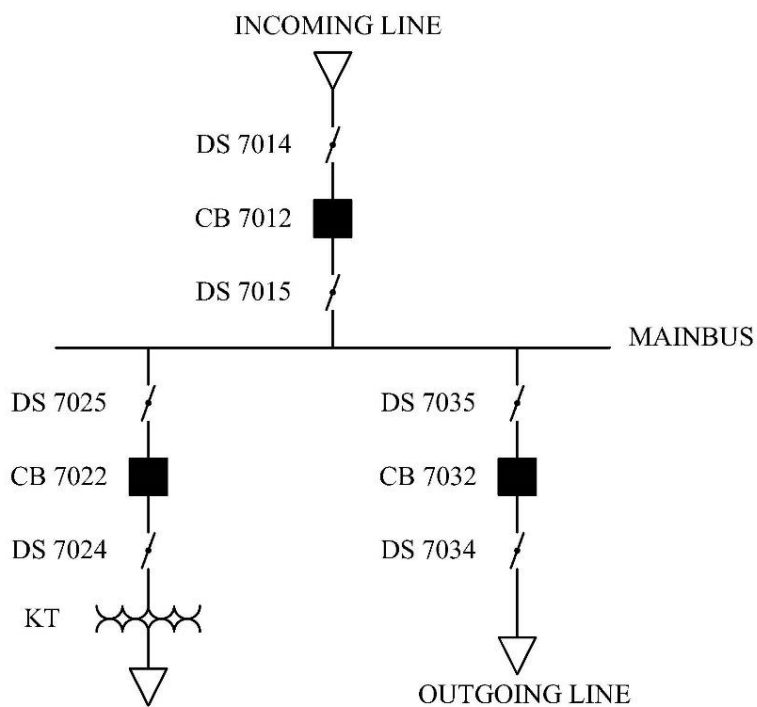 INCOMING LINE
DS 7014
CB 7012
DS 7015
MAINBUS
DS 7025
DS 7035
CB 7022
CB 7032
DS 7024
DS 7034
KT
OUTGOING LINE